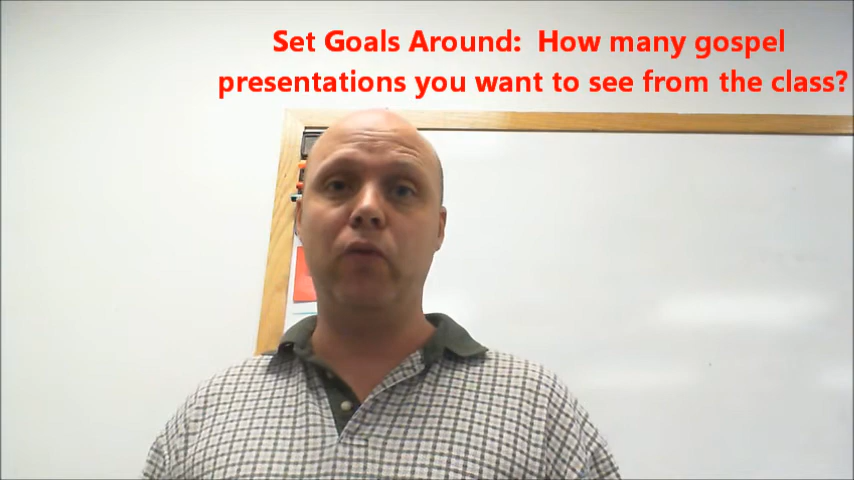 Set Goals Around:  How many gospel
presentations you want to see from the class?